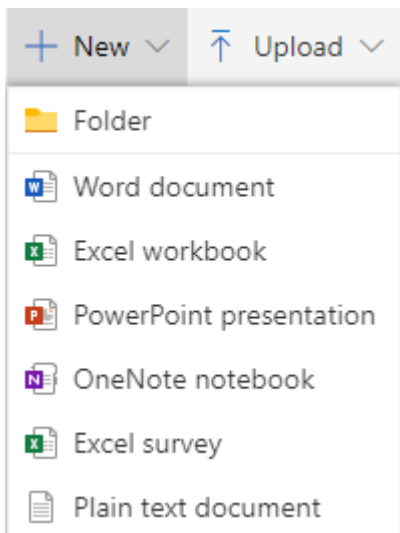 New Upload
Folder
Word document
Excel workbook
PowerPoint presentation
OneNote notebook
Excel survey
Plain text document